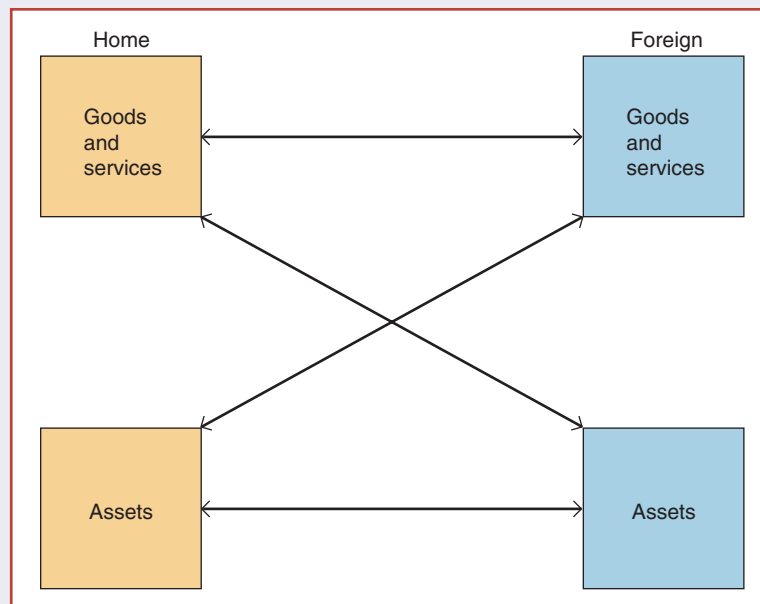 Home
Foreign
Goods
and
services
Goods
and
services
Assets
Assets